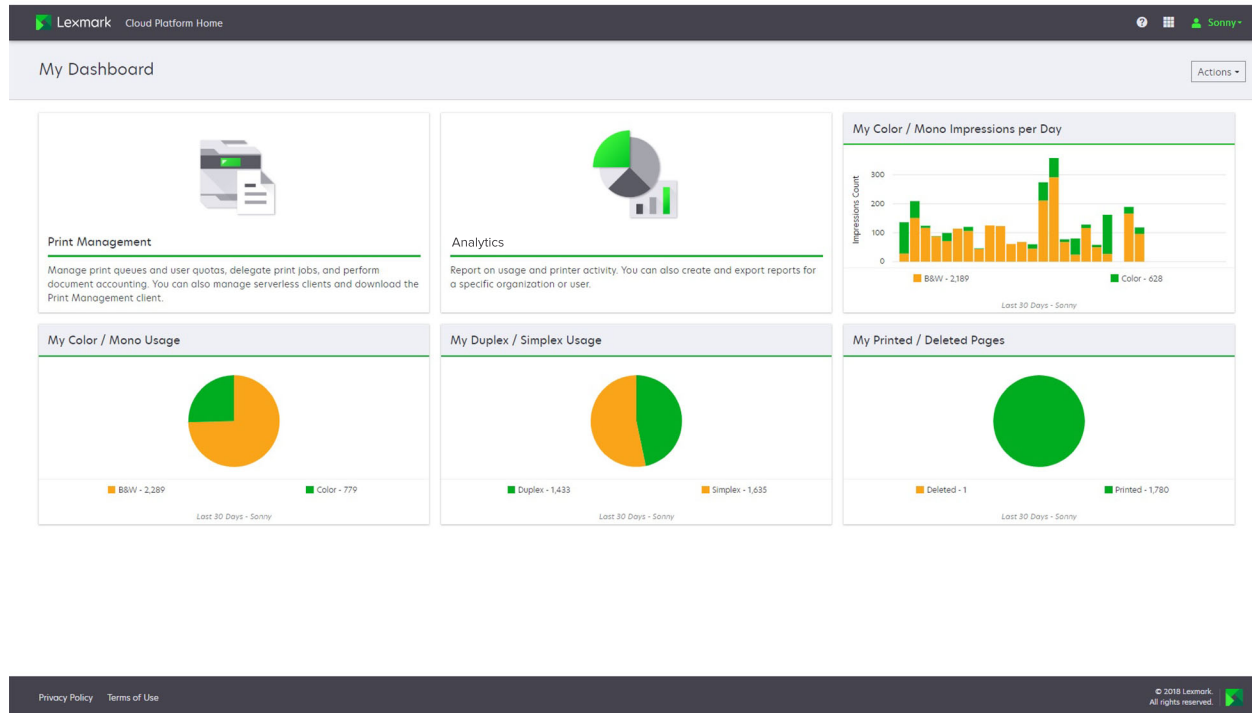 Lexmark Cloud Platform Home
Sonny
My Dashboard
Actions
Print Management
Manage print queues and user quotas, delegate print jobs, and perform
document accounting. You can also manage serverless clients and download the
Print Management client.
Analytics
Report on usage and printer activity. You can also create and export reports for
a specific organization or user.
My Color / Mono Impressions per Day
Impressions Count
300
200
100
0
B&W - 2,189 Color - 628
Last 30 Days - Sonny
My Color / Mono Usage
B&W - 2,289 Color - 779
Last 30 Days - Sonny
My Duplex / Simplex Usage
Duplex - 1,433 Simplex - 1,635
Last 30 Days - Sonny
My Printed / Deleted Pages
Deleted - 1 Printed - 1,780
Last 30 Days - Sonny
Privacy Policy Terms of Use
© 2018 Lexmark.
All rights reserved.